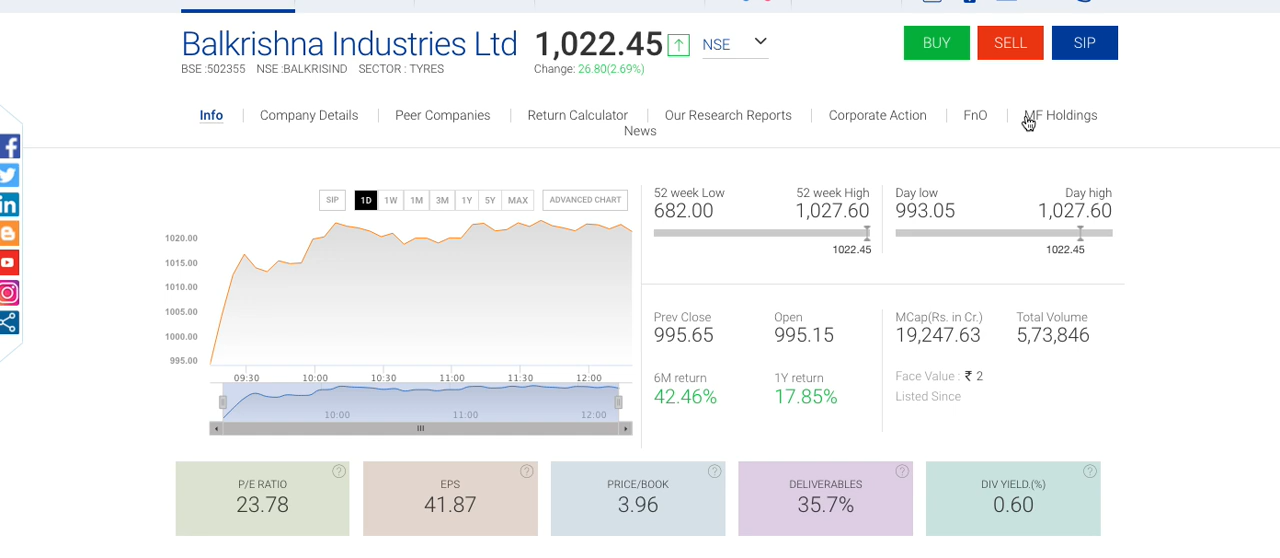 Balkrishna Industries Ltd 1,022.45 NSE BUY SELL SIP
BSE :502355 NSE :BALKRISIND SECTOR : TYRES Change: 26.80(2.69%)
Info Company Details Peer Companies Return Calculator Our Research Reports Corporate Action FnO MF Holdings
News
SIP 1D 1W 1M 3M 1Y 5Y MAX ADVANCED CHART
1020.00
1015.00
1010.00
1005.00
1000.00
995.00
09:30 10:00 10:30 11:00 11:30 12:00
10:00 11:00 12:00
52 week Low 52 week High
682.00 1,027.60
1022.45
Day low Day high
993.05 1,027.60
1022.45
Prev Close Open
995.65 995.15
6M return 1Y return
42.46% 17.85%
MCap(Rs. in Cr.) Total Volume
19,247.63 5,73,846
Face Value : ₹ 2
Listed Since
P/E RATIO ?
23.78
EPS ?
41.87
PRICE/BOOK ?
3.96
DELIVERABLES ?
35.7%
DIV YIELD.(%) ?
0.60